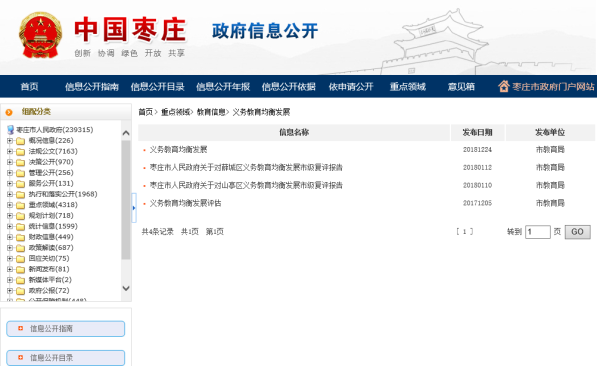 中国枣庄 政府信息公开
创新 协调 绿色 开放 共享
首页 信息公开指南 信息公开目录 信息公开年报 信息公开依据 依申请公开 重点领域 意见箱 枣庄市政府门户网站
组配分类
枣庄市人民政府(239315)
概况信息(226)
法规公文(7163)
决策公开(970)
管理公开(256)
服务公开(131)
执行和落实公开(1968)
重点领域(4318)
规划计划(718)
统计信息(1599)
财政信息(449)
政策解读(687)
回应关切(75)
新闻发布(81)
新媒体平台(2)
政府公报(72)
信息公开指南
信息公开目录
首页> 重点领域> 教育信息> 义务教育均衡发展
信息名称 发布日期 发布单位
义务教育均衡发展 20181224 市教育局
枣庄市人民政府关于对薛城区义务教育均衡发展市级复评报告 20180112 市教育局
枣庄市人民政府关于对山亭区义务教育均衡发展市级复评报告 20180110 市教育局
义务教育均衡发展评估 20171205 市教育局
共4条记录 共1页 第1页 [ 1 ] 转到 1 页 GO